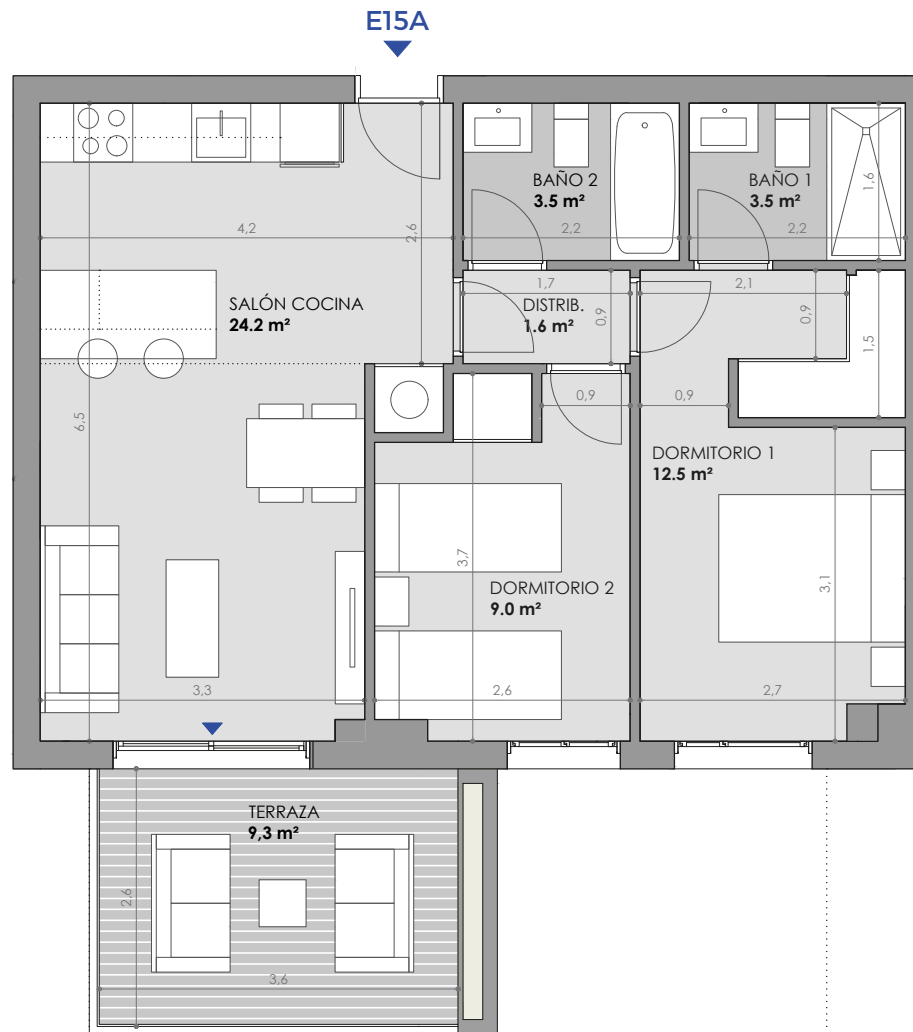 E15A
BAÑO 2
3.5 m²
BAÑO 1
3.5 m²
1,6
4,2
2,6
2,2
2,2
1,7
2,1
SALÓN COCINA
24.2 m²
DISTRIB.
1.6 m²
0,9
0,9
1,5
6,5
0,9
0,9
DORMITORIO 1
12.5 m²
3,7
3,1
DORMITORIO 2
9.0 m²
3,3
2,6
2,7
TERRAZA
9,3 m²
2,6
3,6